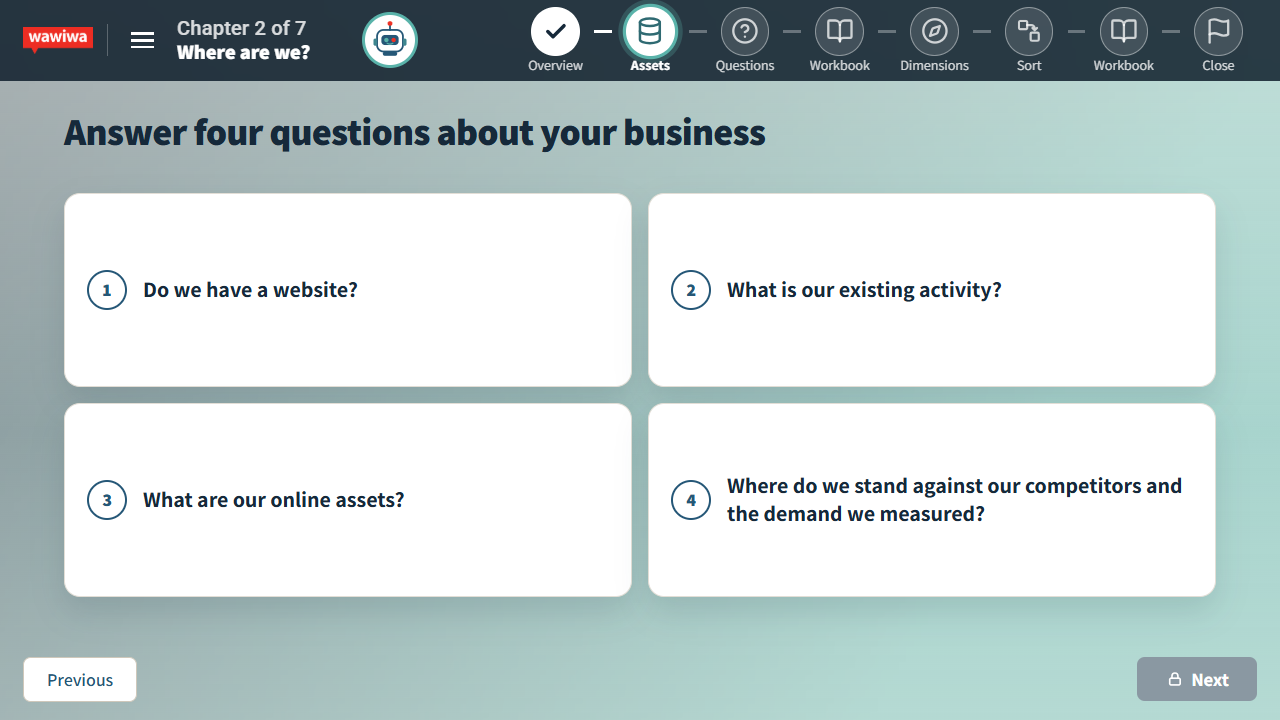 wawiwa
Chapter 2 of 7
Where are we?
Overview
Assets
Questions
Workbook
Dimensions
Sort
Workbook
Close
Answer four questions about your business
1
Do we have a website?
2
What is our existing activity?
3
What are our online assets?
4
Where do we stand against our competitors and
the demand we measured?
Previous
Next